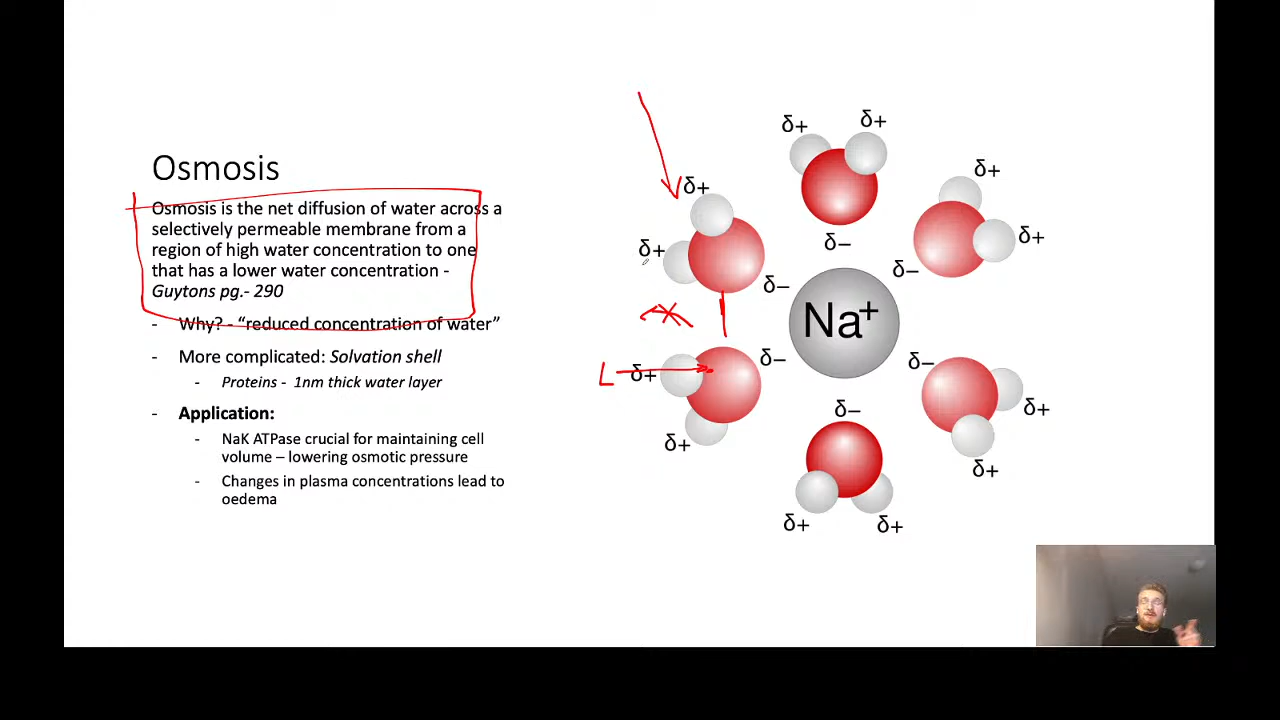 Osmosis
Osmosis is the net diffusion of water across a
selectively permeable membrane from a
region of high water concentration to one
that has a lower water concentration -
Guytons pg.- 290
- Why? - “reduced concentration of water”
- More complicated: Solvation shell
- Proteins - 1nm thick water layer
- Application:
- NaK ATPase crucial for maintaining cell
volume – lowering osmotic pressure
- Changes in plasma concentrations lead to
oedema
δ+
δ+
δ+
δ+
δ+
δ+
δ−
δ−
δ−
Na+
δ+
δ−
δ−
δ+
δ−
δ+
δ+
δ+
δ+